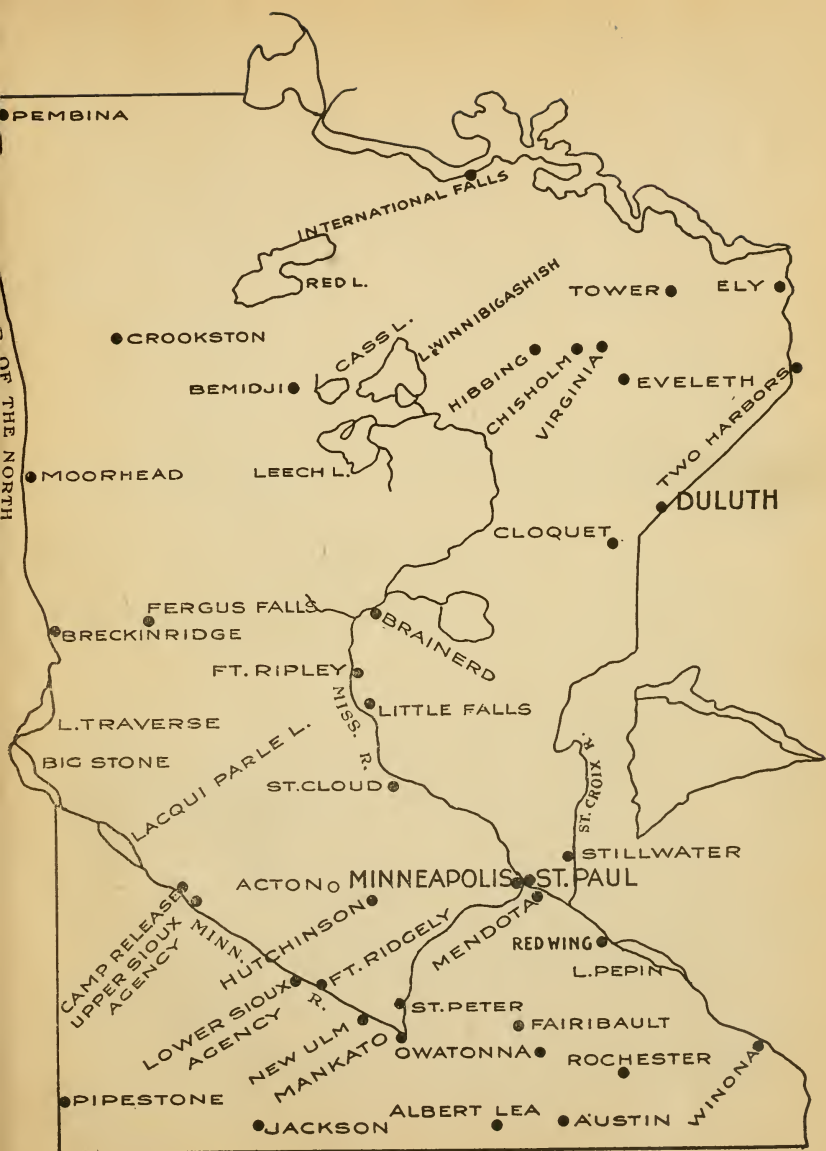 PEMBINA
INTERNATIONAL FALLS
RED L.
TOWER
ELY
CROOKSTON
CASS L.
L. WINNIBIGASHISH
BEMIDJI
HIBBING
CHISHOLM
VIRGINIA
EVELETH
OF THE NORTH
MOORHEAD
LEECH L.
TWO HARBORS
DULUTH
CLOQUET
FERGUS FALLS
BRECKINRIDGE
BRAINERD
FT. RIPLEY
MISS. R.
LITTLE FALLS
L. TRAVERSE
BIG STONE
LACQUI PARLE L.
ST. CLOUD
ST. CROIX R.
STILLWATER
ACTON
MINNEAPOLIS
ST. PAUL
CAMP RELEASE
UPPER SIOUX
AGENCY
MINN.
R.
HUTCHINSON
FT. RIDGELY
MENDOTA
RED WING
L. PEPIN
LOWER SIOUX
AGENCY
NEW ULM
MANKATO
ST. PETER
FAIRIBAULT
OWATONNA
ROCHESTER
WINONA
PIPESTONE
JACKSON
ALBERT LEA
AUSTIN